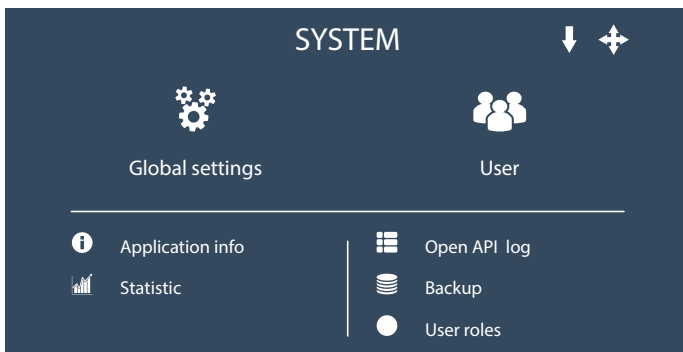 SYSTEM
Global settings
User
Application info
Statistic
Open API log
Backup
User roles